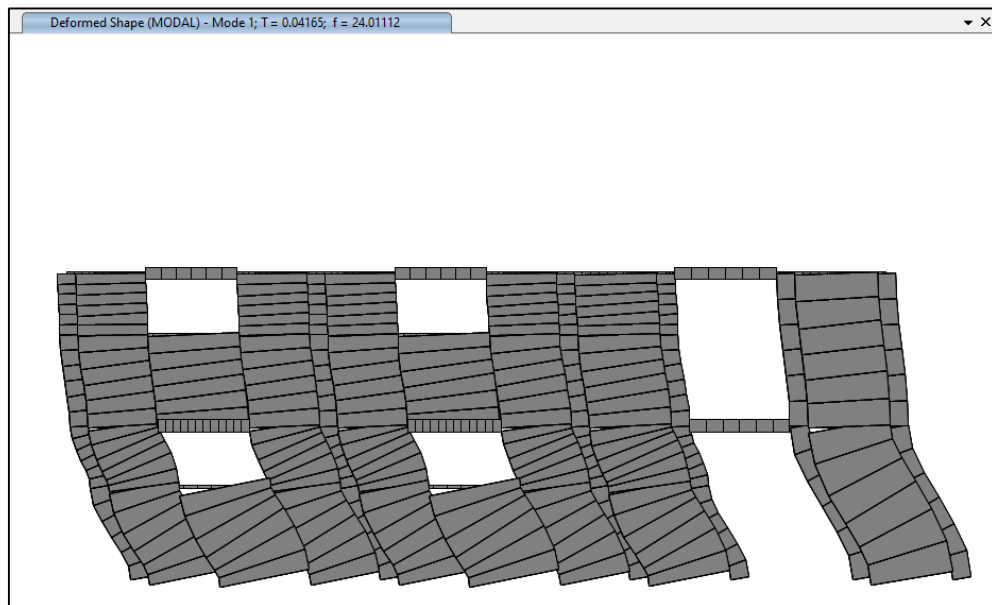 Deformed Shape (MODAL) - Mode 1; T = 0.04165; f = 24.01112